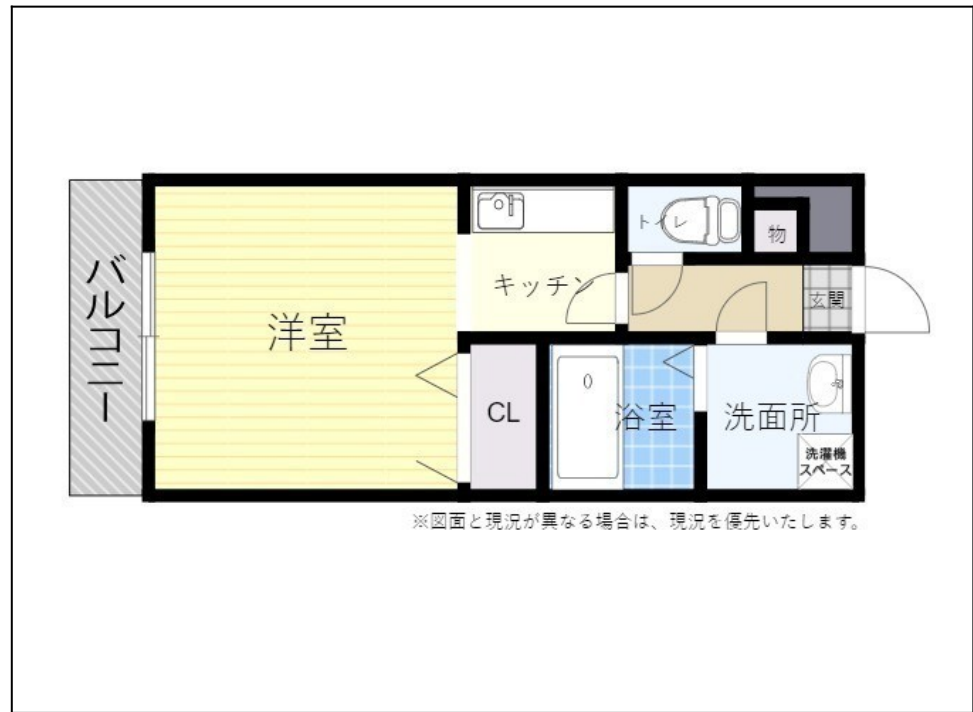 バルコニー
洋室
キッチン
トイレ
物
玄関
CL
浴室
洗面所
洗濯機
スペース
※図面と現況が異なる場合は、現況を優先いたします。